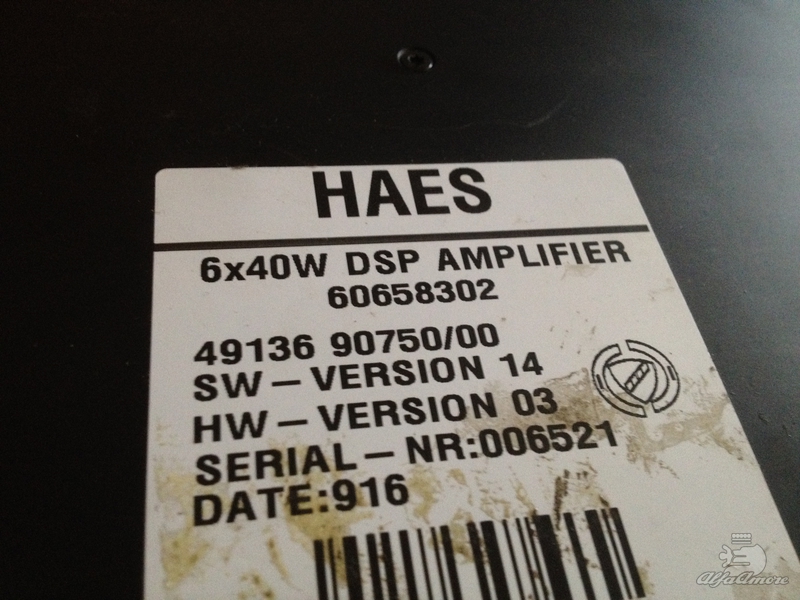 HAES
6x40W DSP AMPLIFIER
60658302
49136 90750/00
SW-VERSION 14
HW-VERSION 03
SERIAL-NR:006521
DATE:916
AlfaAmore